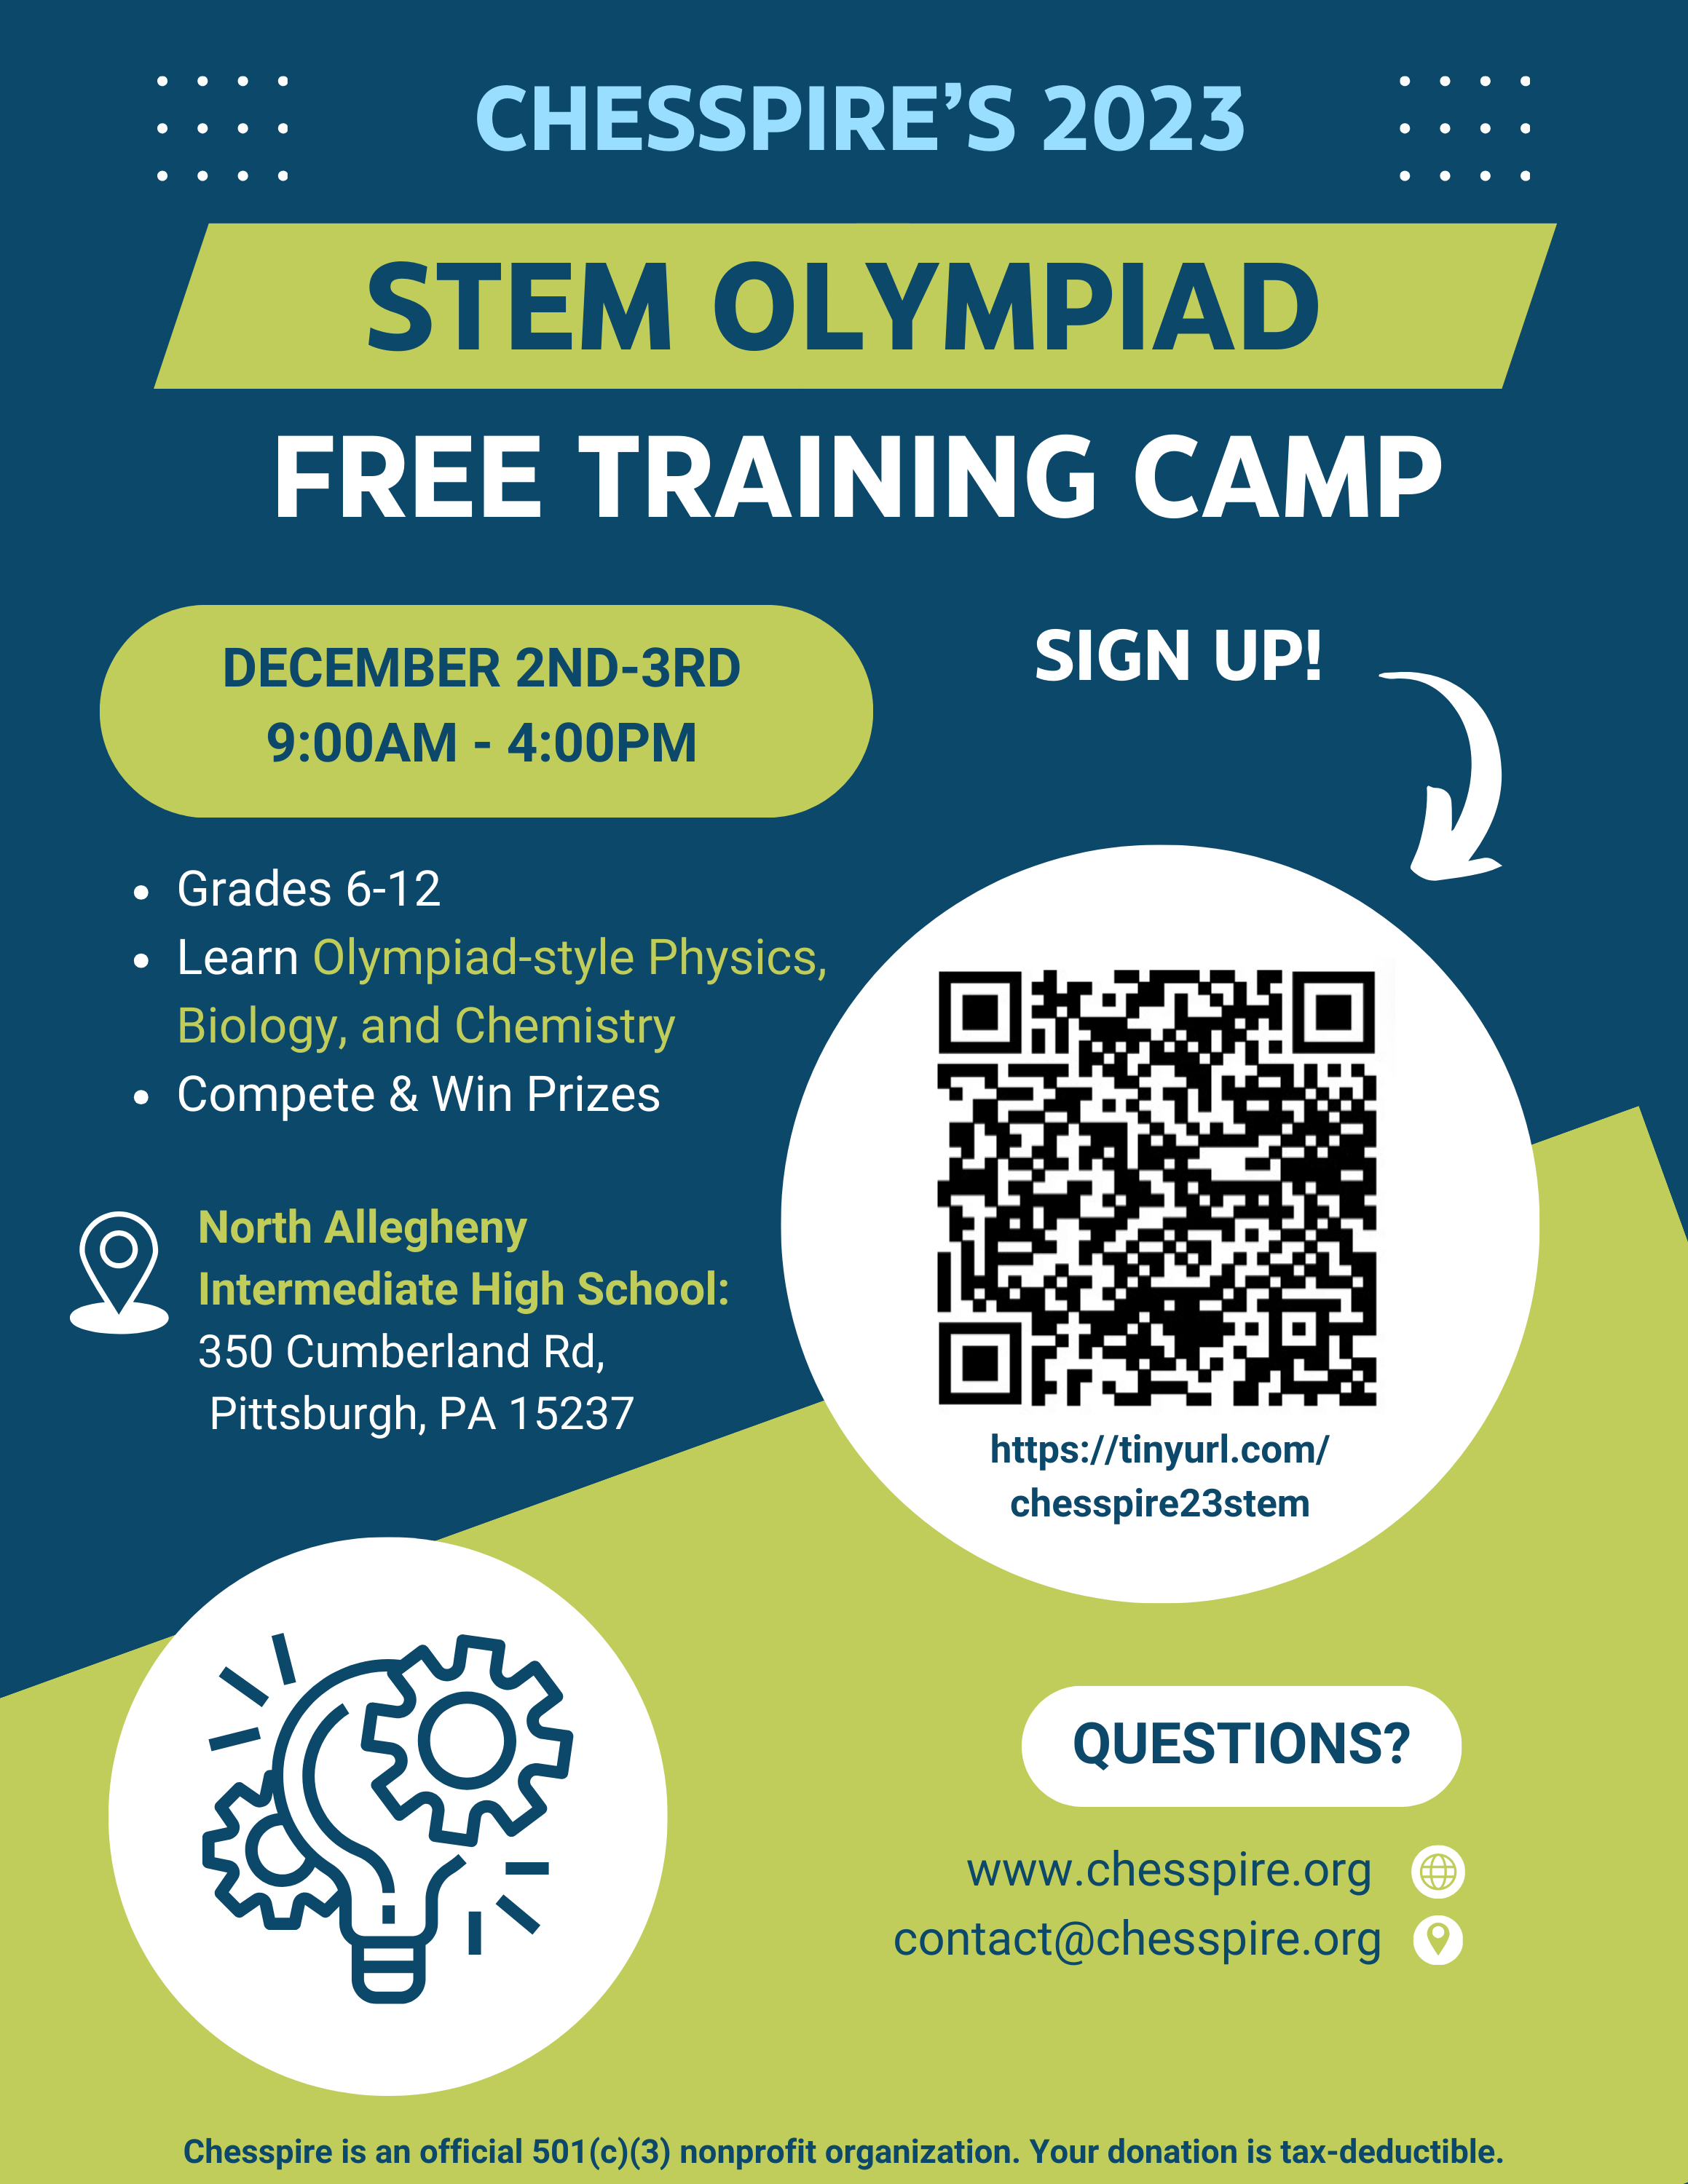 CHESSPIRE’S 2023
STEM OLYMPIAD
FREE TRAINING CAMP
DECEMBER 2ND-3RD
9:00AM - 4:00PM
SIGN UP!
• Grades 6-12
• Learn Olympiad-style Physics,
Biology, and Chemistry
• Compete & Win Prizes
North Allegheny
Intermediate High School:
350 Cumberland Rd,
Pittsburgh, PA 15237
https://tinyurl.com/
chesspire23stem
QUESTIONS?
www.chesspire.org
contact@chesspire.org
Chesspire is an official 501(c)(3) nonprofit organization. Your donation is tax-deductible.